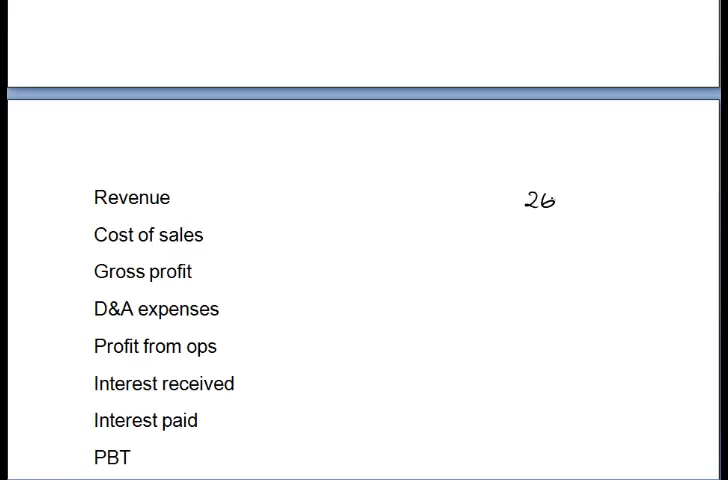 Revenue 26
Cost of sales
Gross profit
D&A expenses
Profit from ops
Interest received
Interest paid
PBT